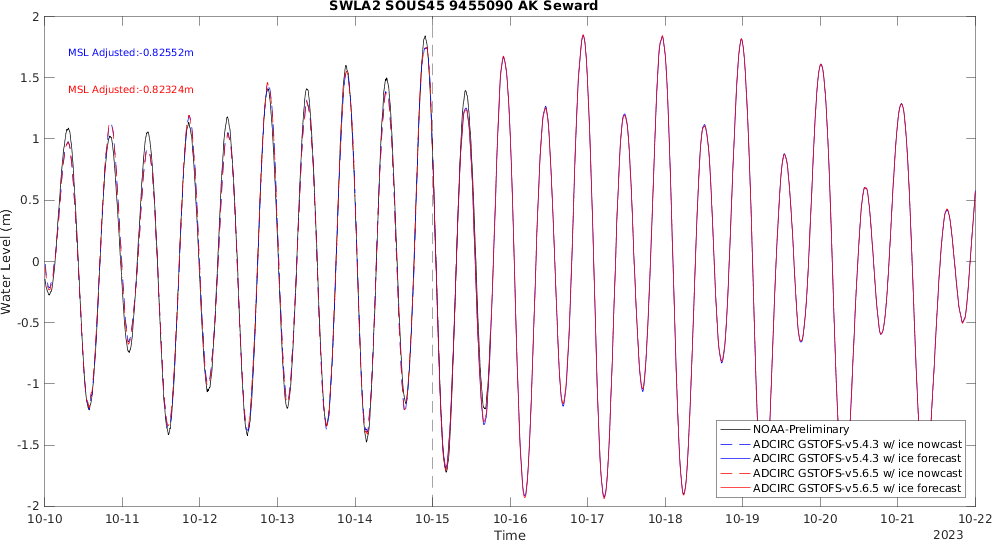 SWLA2 SOUS45 9455090 AK Seward
MSL Adjusted:-0.82552m
MSL Adjusted:-0.82324m
2
1.5
1
0.5
0
-0.5
-1
-1.5
-2
Water Level (m)
NOAA-Preliminary
ADCIRC GSTOFS-v5.4.3 w/ ice nowcast
ADCIRC GSTOFS-v5.4.3 w/ ice forecast
ADCIRC GSTOFS-v5.6.5 w/ ice nowcast
ADCIRC GSTOFS-v5.6.5 w/ ice forecast
10-10 10-11 10-12 10-13 10-14 10-15 10-16 10-17 10-18 10-19 10-20 10-21 10-22
Time
2023